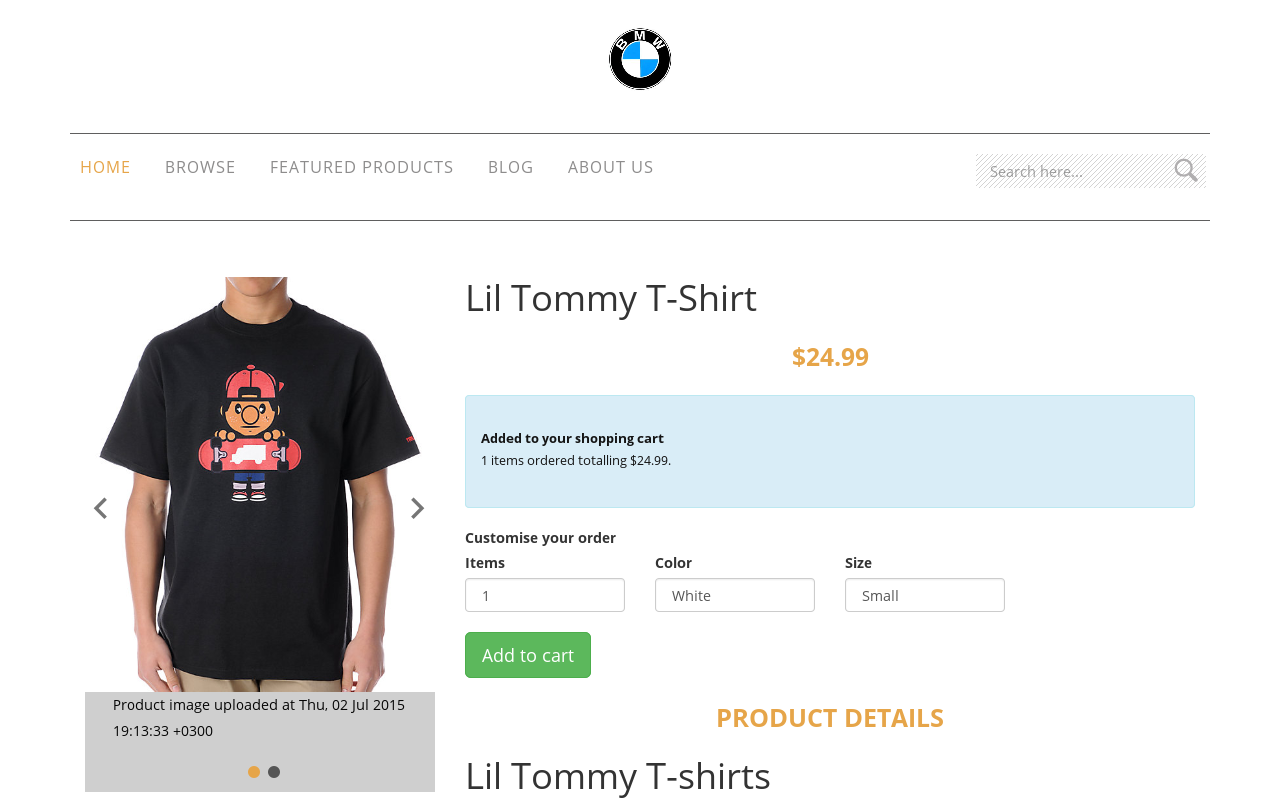 BMW
HOME BROWSE FEATURED PRODUCTS BLOG ABOUT US Search here...
Lil Tommy T-Shirt
$24.99
Added to your shopping cart
1 items ordered totalling $24.99.
Customise your order
Items Color Size
1 White Small
Add to cart
Product image uploaded at Thu, 02 Jul 2015
19:13:33 +0300
PRODUCT DETAILS
Lil Tommy T-shirts